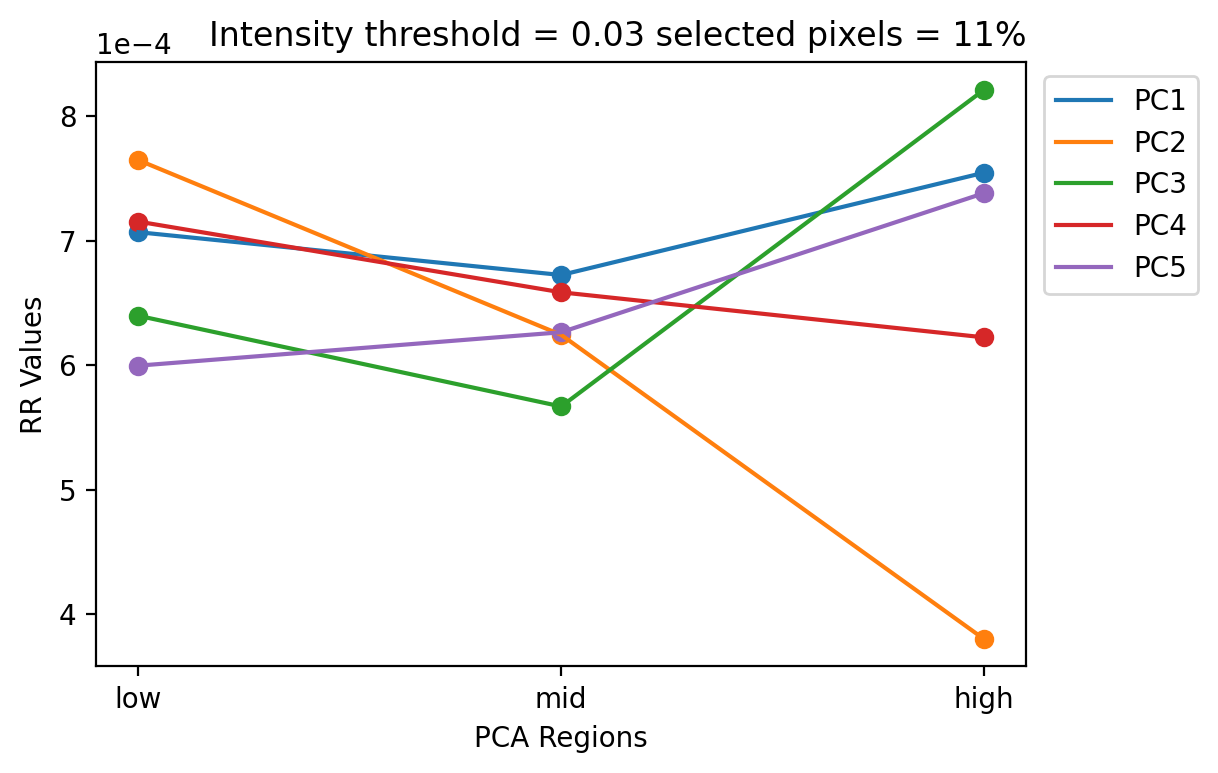 Intensity threshold = 0.03 selected pixels = 11%
1e−4
8
7
6
5
4
RR Values
low
mid
high
PCA Regions
PC1
PC2
PC3
PC4
PC5